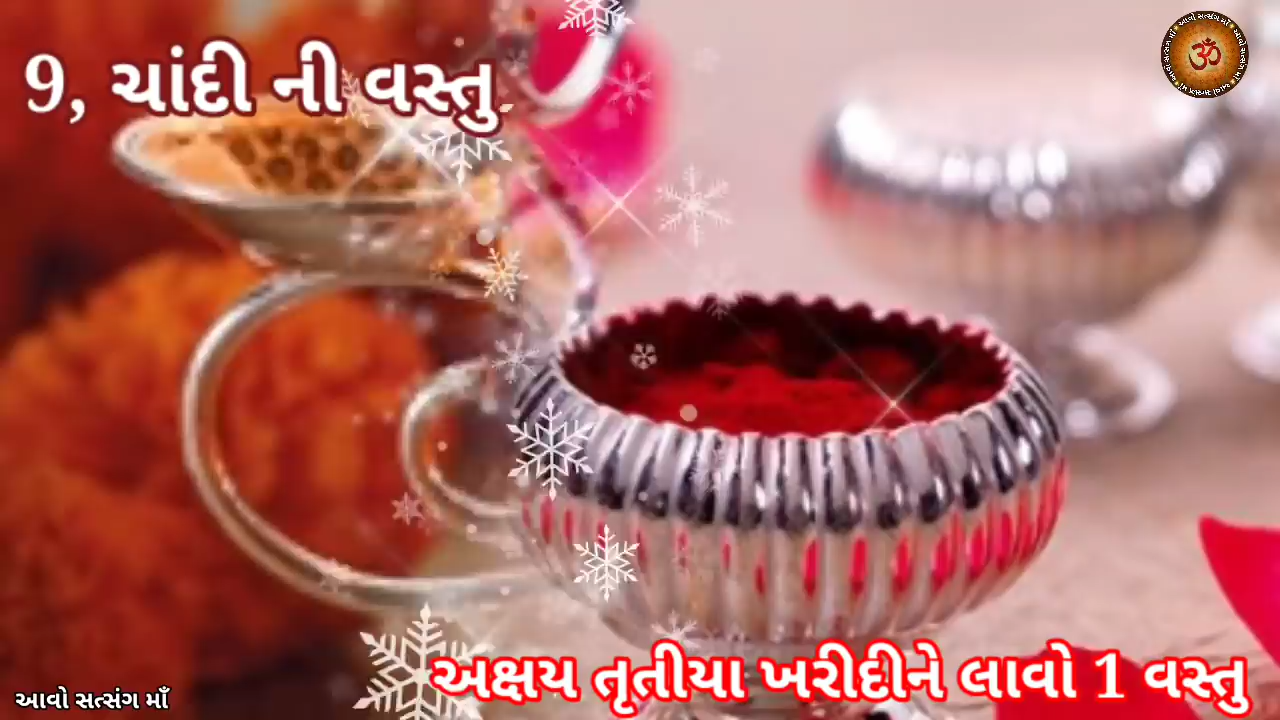 9, ચાંદી ની વસ્તુ
ॐ
અક્ષય તૃતીયા ખરીદીને લાવો 1 વસ્તુ
આવો સત્સંગ માઁ